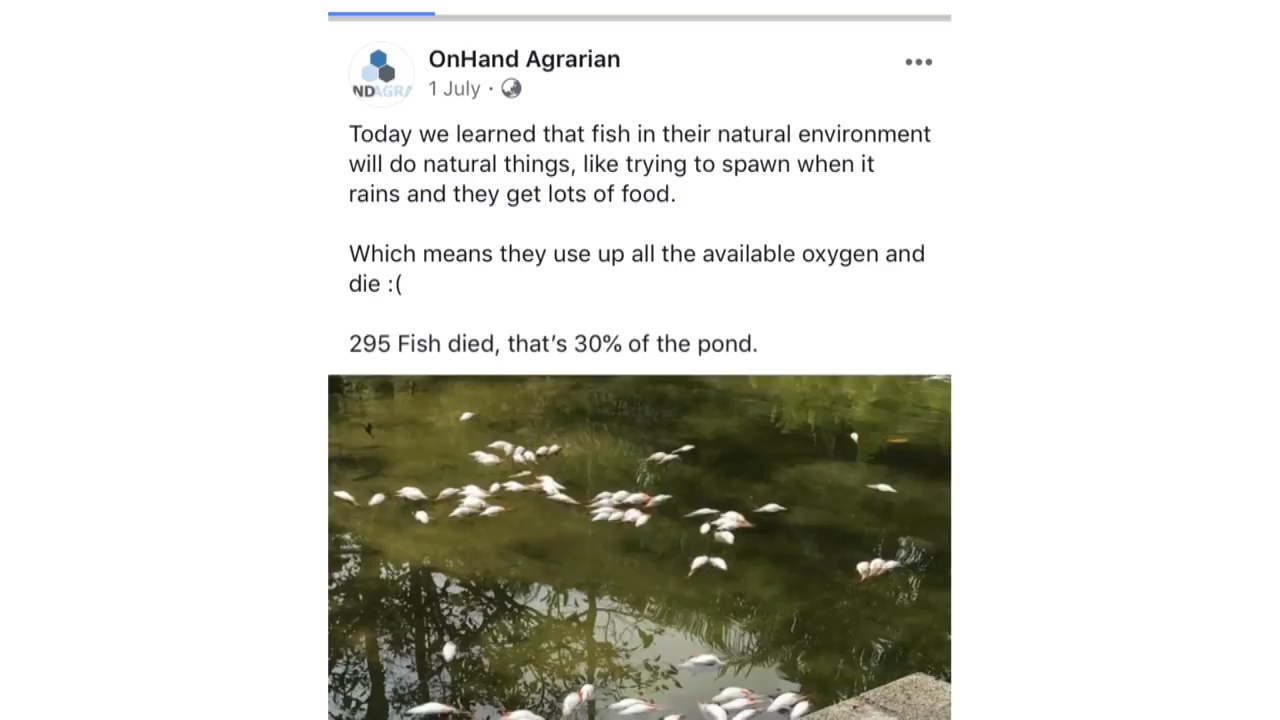 OnHand Agrarian
NDAGRA
1 July ·
Today we learned that fish in their natural environment
will do natural things, like trying to spawn when it
rains and they get lots of food.
Which means they use up all the available oxygen and
die :(
295 Fish died, that's 30% of the pond.